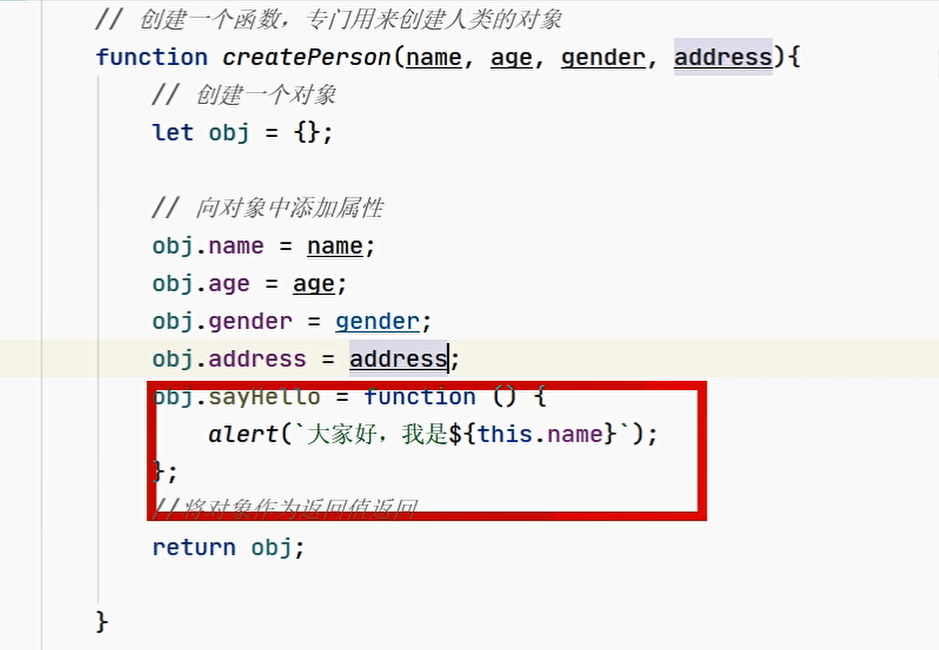 // 创建一个函数，专门用来创建人类的对象
function createPerson(name, age, gender, address){
// 创建一个对象
let obj = {};
// 向对象中添加属性
obj.name = name;
obj.age = age;
obj.gender = gender;
obj.address = address;
obj.sayHello = function () {
alert(`大家好，我是${this.name}`);
};
//将对象作为返回值返回
return obj;
}